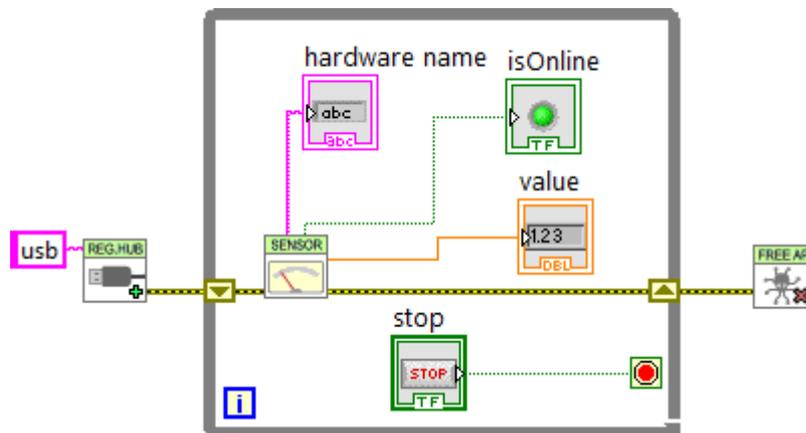 hardware name
isOnline
abc
abc
TF
value
1.23
DBL
usb
REG.HUB
SENSOR
FREE AP
stop
STOP
TF
i